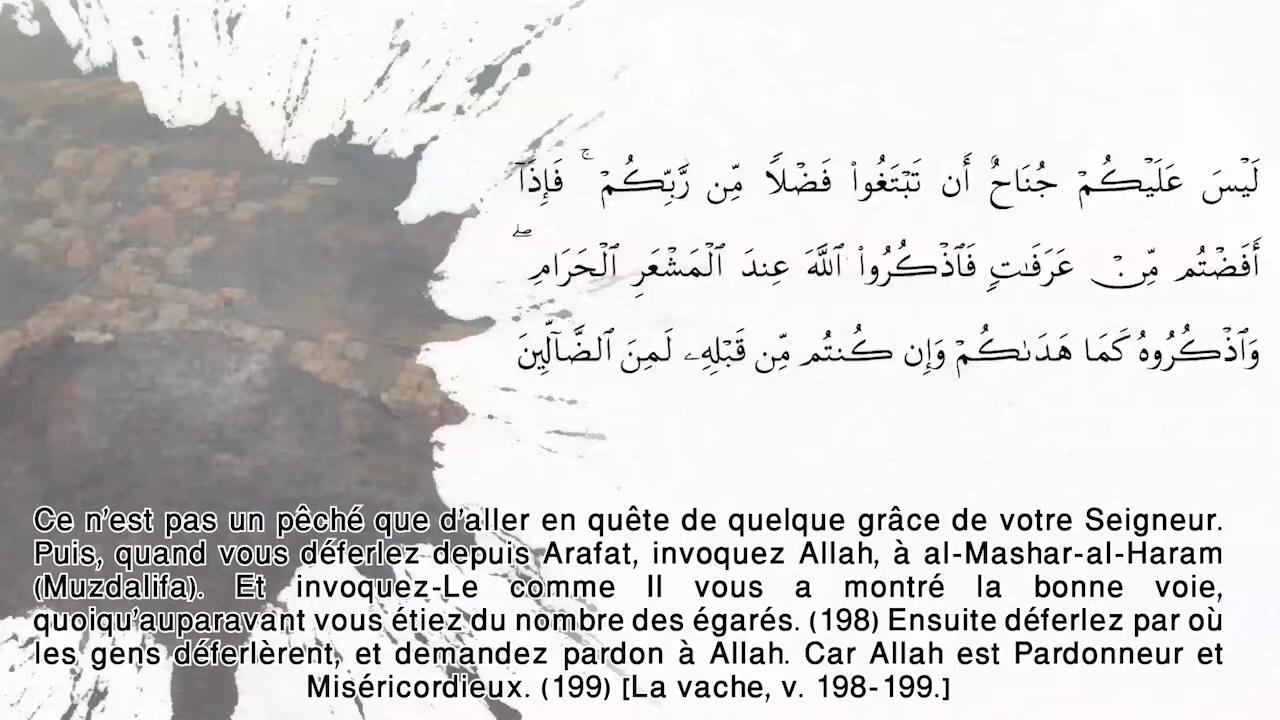 لَيْسَ عَلَيْكُمْ جُنَاحٌ أَن تَبْتَغُوا۟ فَضْلًا مِّن رَّبِّكُمْ ۚ فَإِذَآ
أَفَضْتُم مِّنْ عَرَفَـٰتٍ فَٱذْكُرُوا۟ ٱللَّهَ عِندَ ٱلْمَشْعَرِ ٱلْحَرَامِ ۖ
وَٱذْكُرُوهُ كَمَا هَدَىٰكُمْ وَإِن كُنتُم مِّن قَبْلِهِۦ لَمِنَ ٱلضَّآلِّينَ
Ce n'est pas un pêché que d'aller en quête de quelque grâce de votre Seigneur.
Puis, quand vous déferlez depuis Arafat, invoquez Allah, à al-Mashar-al-Haram
(Muzdalifa). Et invoquez-Le comme Il vous a montré la bonne voie,
quoiqu'auparavant vous étiez du nombre des égarés. (198) Ensuite déferlez par où
les gens déferlèrent, et demandez pardon à Allah. Car Allah est Pardonneur et
Miséricordieux. (199) [La vache, v. 198-199.]